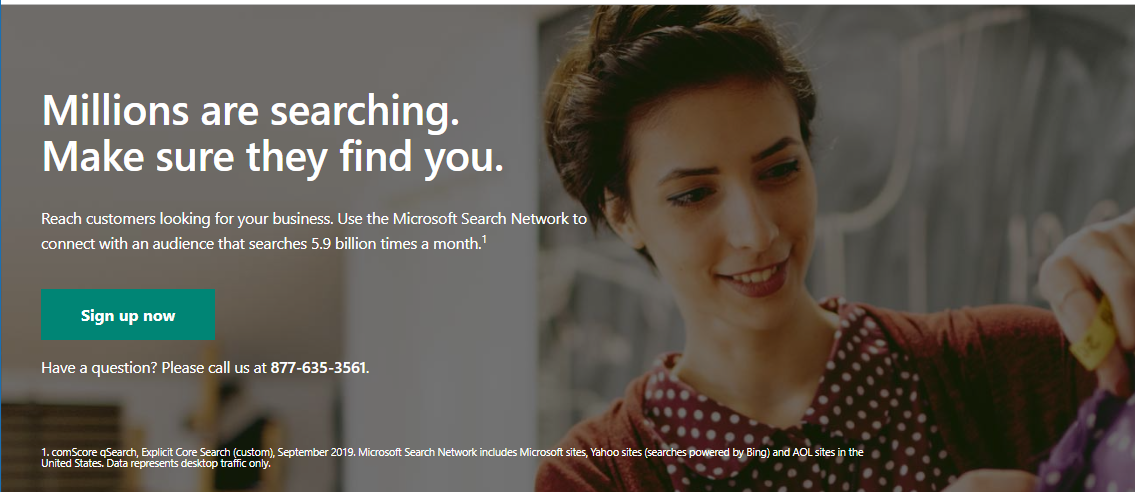 Millions are searching.
Make sure they find you.
Reach customers looking for your business. Use the Microsoft Search Network to
connect with an audience that searches 5.9 billion times a month.1
Sign up now
Have a question? Please call us at 877-635-3561.
1. comScore qSearch, Explicit Core Search (custom), September 2019. Microsoft Search Network includes Microsoft sites, Yahoo sites (searches powered by Bing) and AOL sites in the
United States. Data represents desktop traffic only.